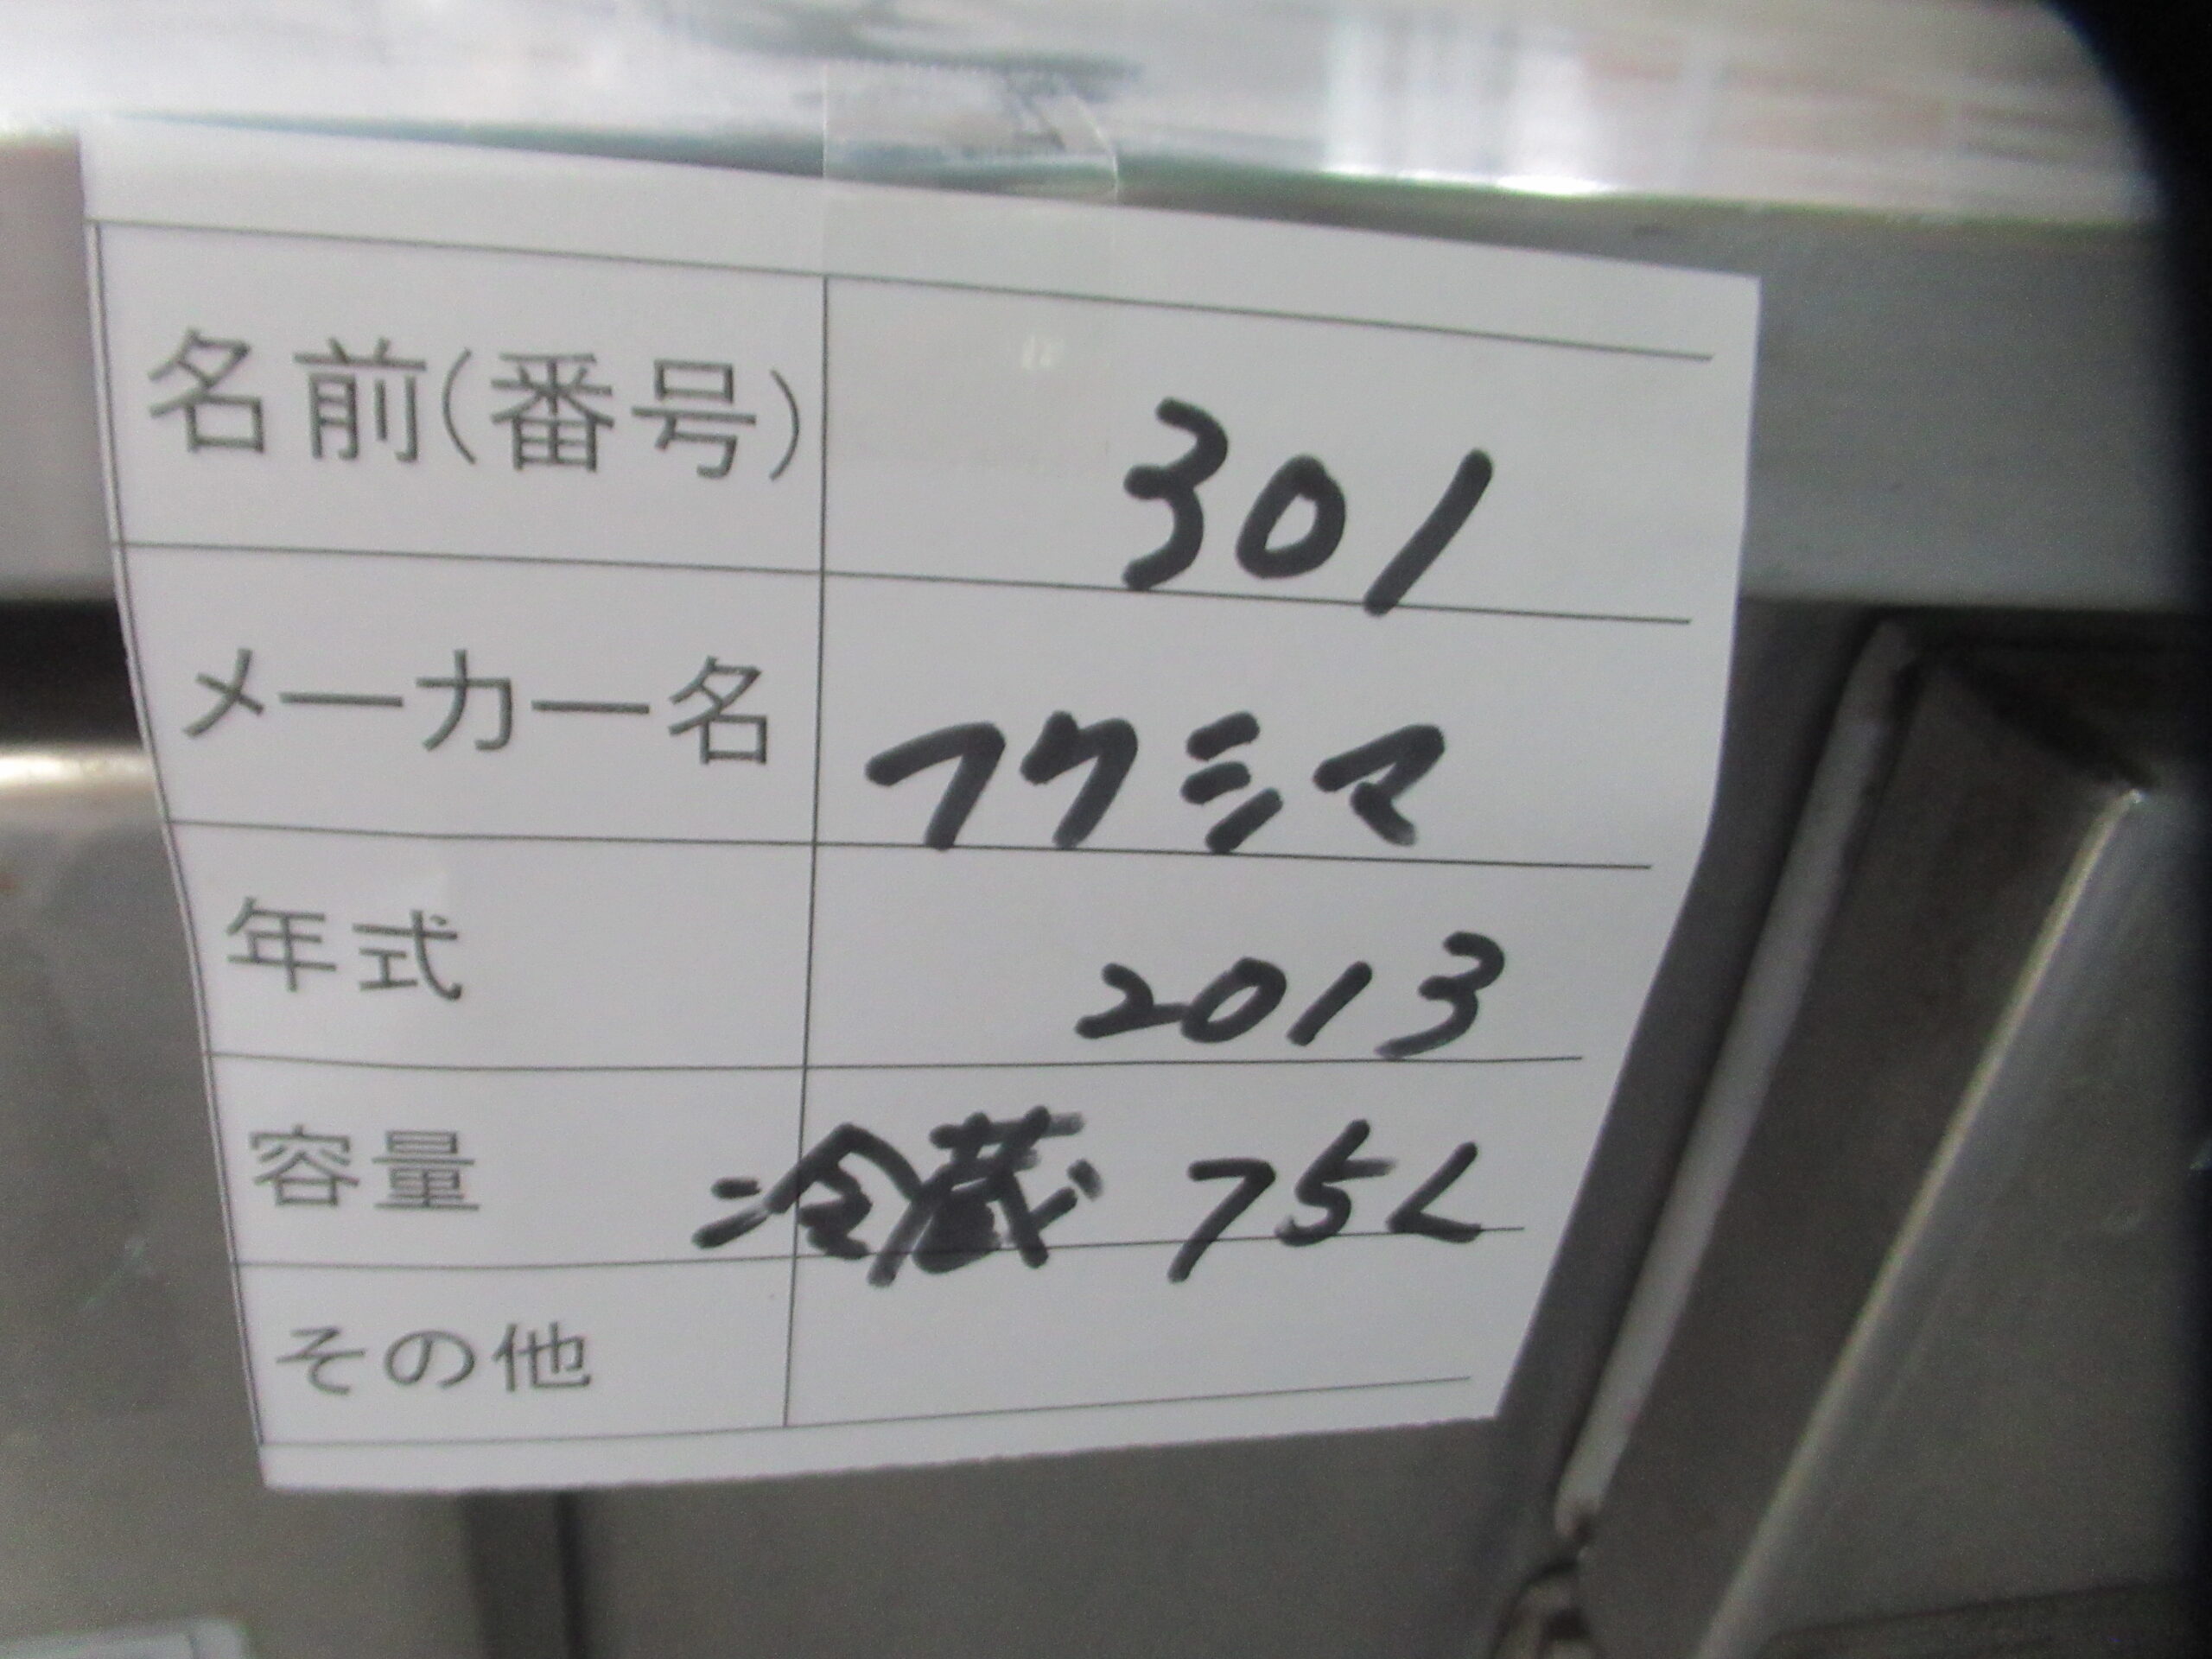 名前(番号) 301
メーカー名 フクシマ
年式 2013
容量 冷蔵 75L
その他